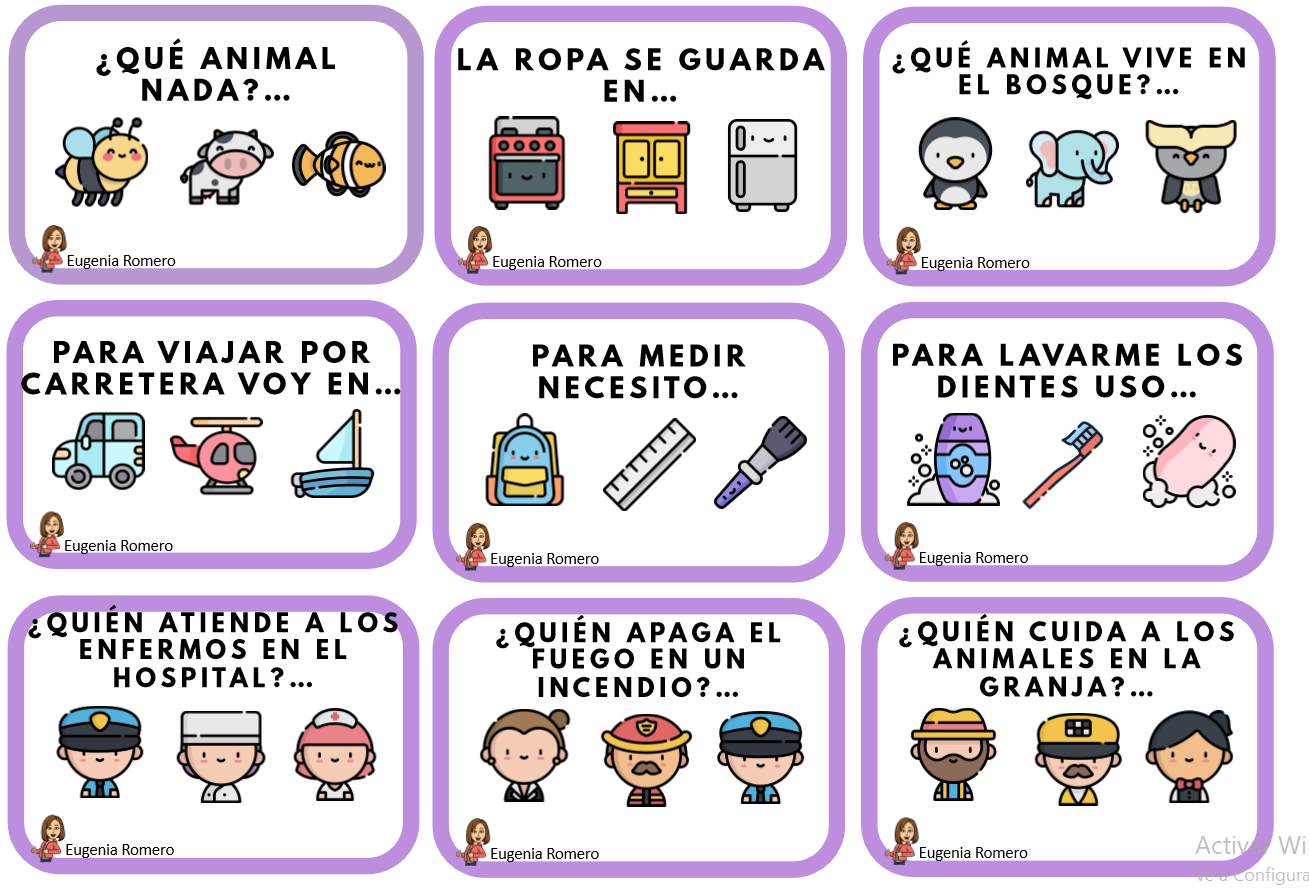 ¿QUÉ ANIMAL
NADA?...
Eugenia Romero
LA ROPA SE GUARDA
EN...
Eugenia Romero
¿QUÉ ANIMAL VIVE EN
EL BOSQUE?...
Eugenia Romero
PARA VIAJAR POR
CARRETERA VOY EN...
Eugenia Romero
PARA MEDIR
NECESITO...
Eugenia Romero
PARA LAVARME LOS
DIENTES USO...
Eugenia Romero
¿QUIÉN ATIENDE A LOS
ENFERMOS EN EL
HOSPITAL?...
Eugenia Romero
¿QUIÉN APAGA EL
FUEGO EN UN
INCENDIO?...
Eugenia Romero
¿QUIÉN CUIDA A LOS
ANIMALES EN LA
GRANJA?...
Eugenia Romero
Wi
Ve a Configura